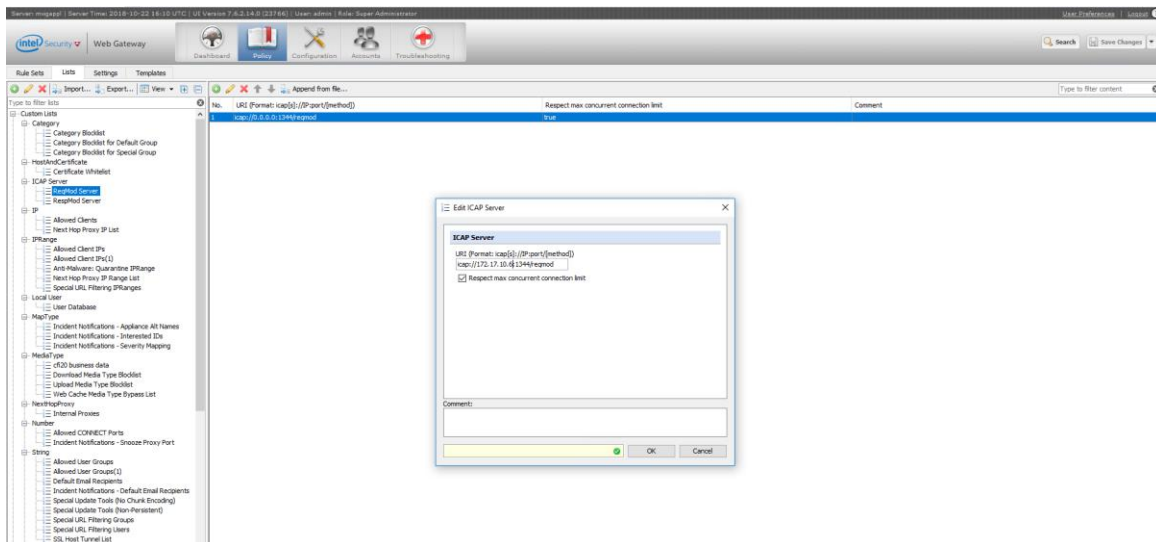 Server: mwgappl | Server Time: 2018-10-22 16:10 UTC | UI Version 7.8.2.14.0 (23766) | User: admin | Role: Super Administrator
User Preferences | Logout
intel Security Web Gateway
Dashboard Policy Configuration Accounts Troubleshooting
Search Save Changes
Rule Sets Lists Settings Templates
Import... Export... View
Append from file...
Type to filter content
Type to filter lists
No. URI (Format: icap[s]://IP:port/[method]) Respect max concurrent connection limit Comment
1 icap://0.0.0.0:1344/reqmod true
Custom Lists
Category
Category Blocklist
Category Blocklist for Default Group
Category Blocklist for Special Group
HostAndCertificate
Certificate Whitelist
ICAP Server
ReqMod Server
RespMod Server
IP
Allowed Clients
Next Hop Proxy IP List
IPRange
Allowed Client IPs
Allowed Client IPs(1)
Anti-Malware: Quarantine IPRange
Next Hop Proxy IP Range List
Special URL Filtering IPRanges
Local User
User Database
MapType
Incident Notifications - Appliance Alt Names
Incident Notifications - Interested IDs
Incident Notifications - Severity Mapping
MediaType
cfi20 business data
Download Media Type Blocklist
Upload Media Type Blocklist
Web Cache Media Type Bypass List
NextHopProxy
Internal Proxies
Number
Allowed CONNECT Ports
Incident Notifications - Snooze Proxy Port
String
Allowed User Groups
Allowed User Groups(1)
Default Email Recipients
Incident Notifications - Default Email Recipients
Special Update Tools (No Chunk Encoding)
Special Update Tools (Non-Persistent)
Special URL Filtering Groups
Special URL Filtering Users
SSL Host Tunnel List
Edit ICAP Server
ICAP Server
URI (Format: icap[s]://IP:port/[method])
icap://172.17.10.6:1344/reqmod
Respect max concurrent connection limit
Comment:
OK Cancel